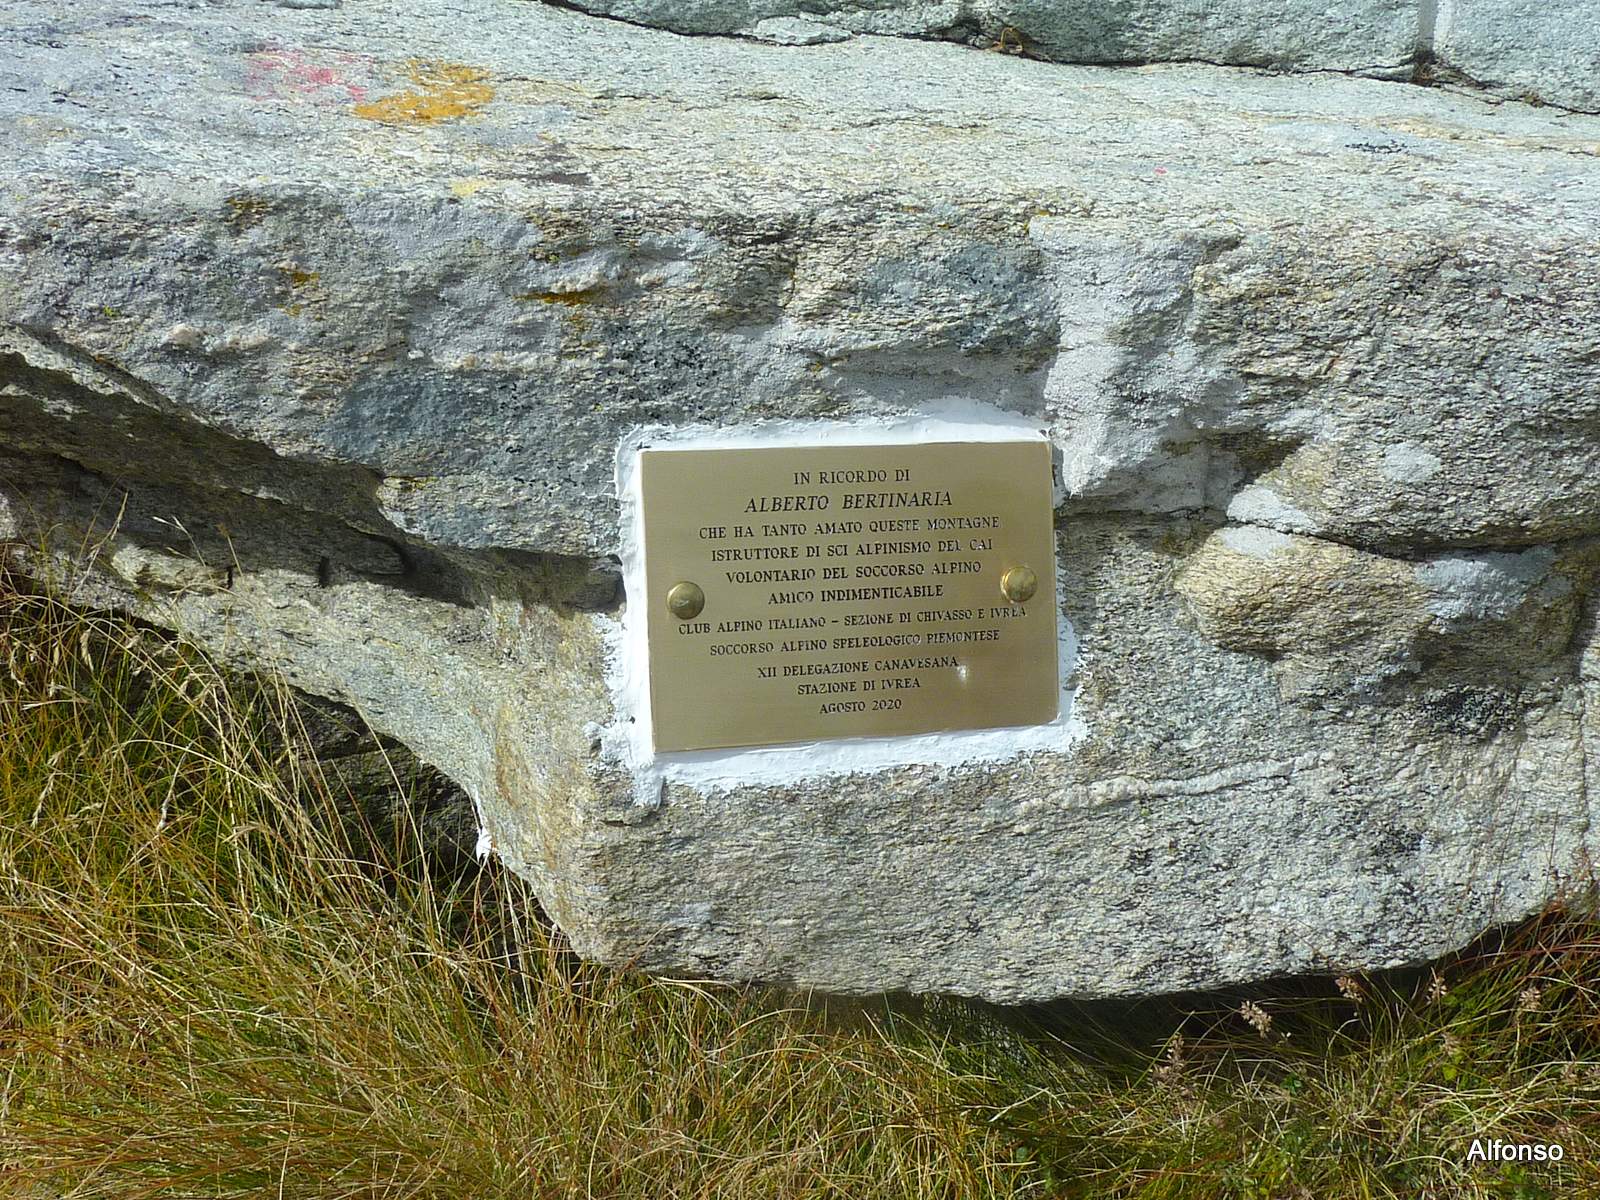 IN RICORDO DI
ALBERTO BERTINARIA
CHE HA TANTO AMATO QUESTE MONTAGNE
ISTRUTTORE DI SCI ALPINISMO DEL CAI
VOLONTARIO DEL SOCCORSO ALPINO
AMICO INDIMENTICABILE
CLUB ALPINO ITALIANO - SEZIONE DI CHIVASSO E IVREA
SOCCORSO ALPINO SPELEOLOGICO PIEMONTESE
XII DELEGAZIONE CANAVESANA
STAZIONE DI IVREA
AGOSTO 2020
Alfonso